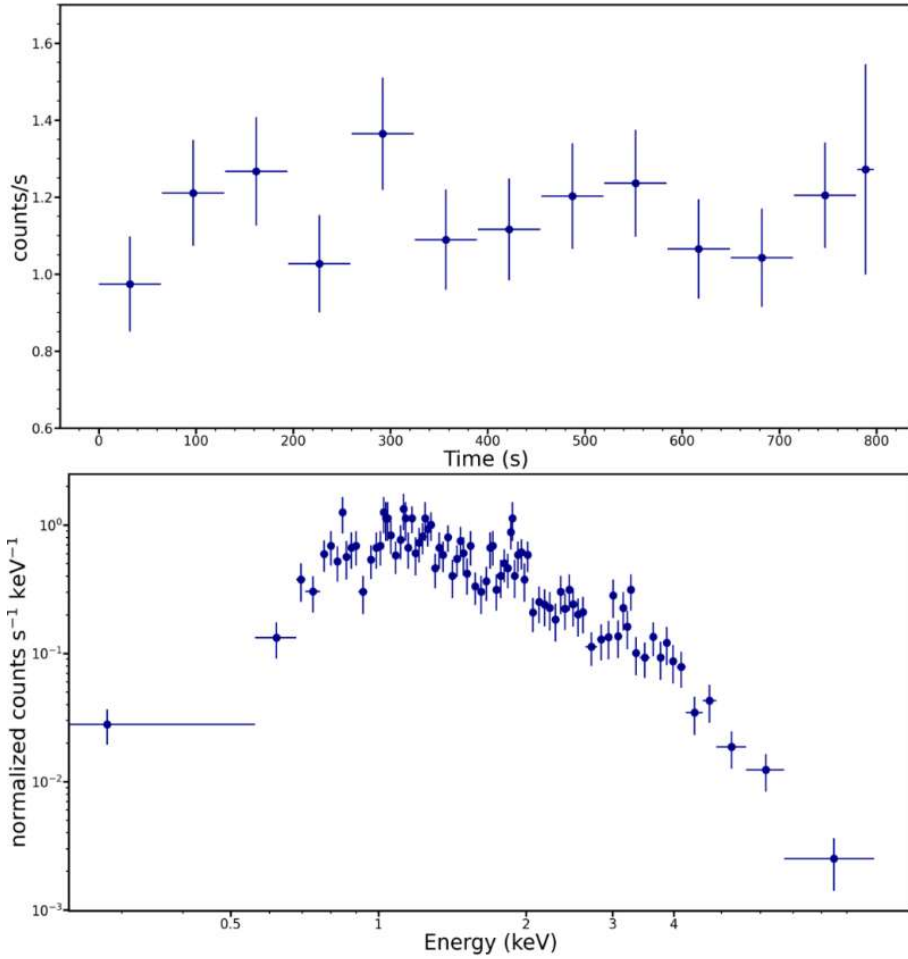 1.6
1.4
1.2
1.0
0.8
0.6
counts/s
0 100 200 300 400 500 600 700 800
Time (s)
10⁰
10⁻¹
10⁻²
10⁻³
normalized counts s⁻¹ keV⁻¹
0.5 1 2 3 4
Energy (keV)